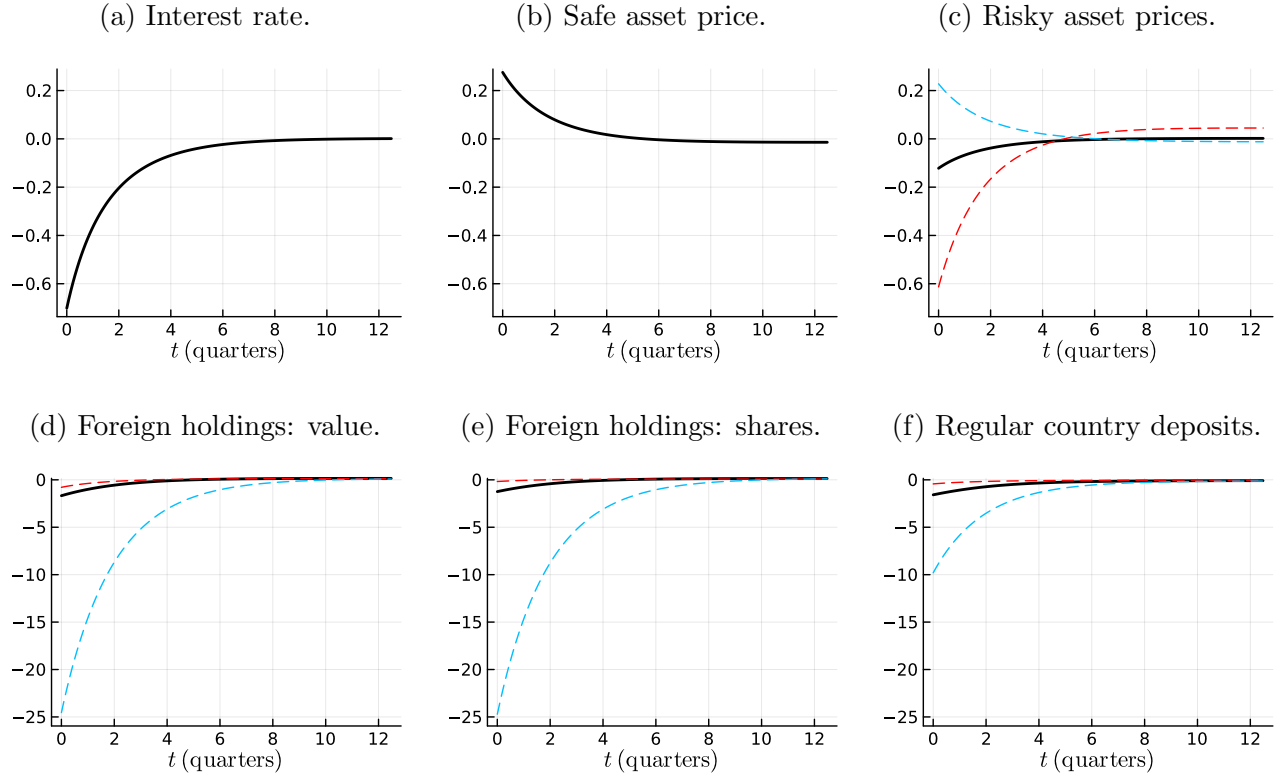 (a) Interest rate.
(b) Safe asset price.
(c) Risky asset prices.
0.2
0.0
−0.2
−0.4
−0.6
0 2 4 6 8 10 12
t (quarters)
0.2
0.0
−0.2
−0.4
−0.6
0 2 4 6 8 10 12
t (quarters)
0.2
0.0
−0.2
−0.4
−0.6
0 2 4 6 8 10 12
t (quarters)
(d) Foreign holdings: value.
(e) Foreign holdings: shares.
(f) Regular country deposits.
0
−5
−10
−15
−20
−25
0 2 4 6 8 10 12
t (quarters)
0
−5
−10
−15
−20
−25
0 2 4 6 8 10 12
t (quarters)
0
−5
−10
−15
−20
−25
0 2 4 6 8 10 12
t (quarters)